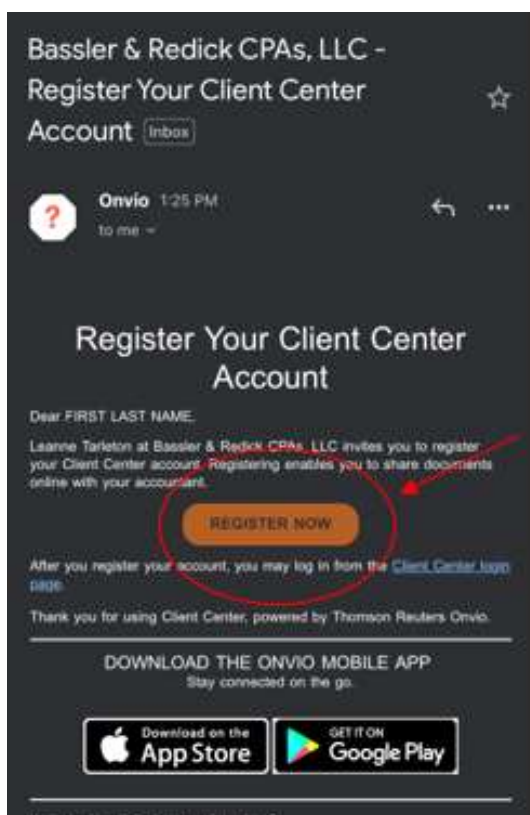 Bassler & Redick CPAs, LLC -
Register Your Client Center
Account Inbox
?
Onvio 1:25 PM
to me
Register Your Client Center
Account
Dear FIRST LAST NAME,
Leanne Tarleton at Bassler & Redick CPAs, LLC invites you to register
your Client Center account. Registering enables you to share documents
online with your accountant.
REGISTER NOW
After you register your account, you may log in from the Client Center login
page.
Thank you for using Client Center, powered by Thomson Reuters Onvio.
DOWNLOAD THE ONVIO MOBILE APP
Stay connected on the go.
Download on the
App Store
GET IT ON
Google Play